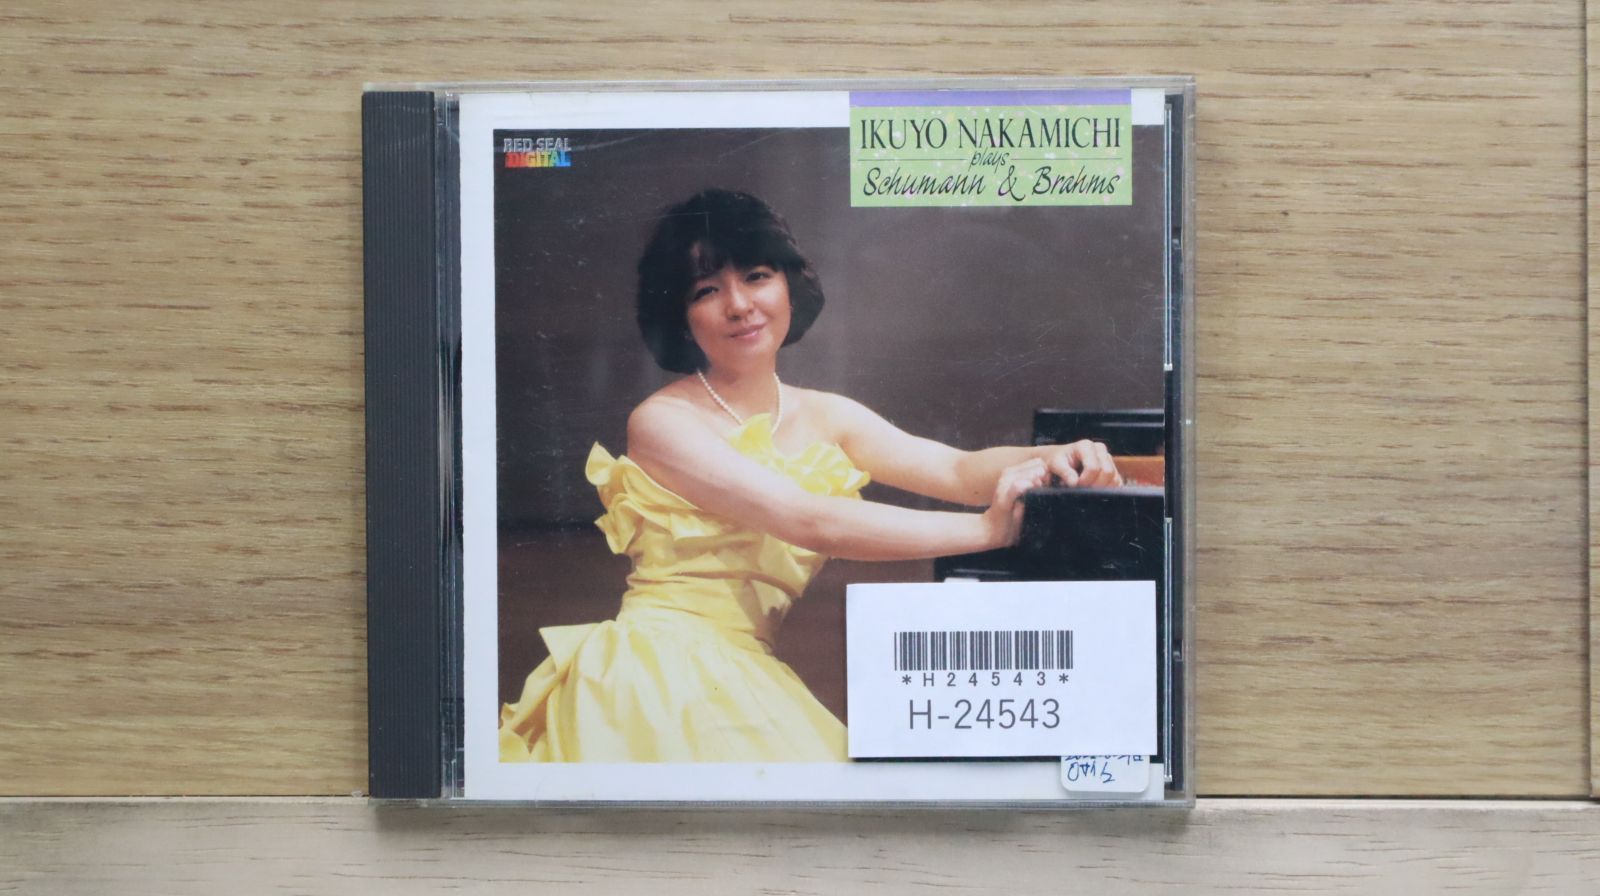 RED SEAL
DIGITAL
IKUYO NAKAMICHI
plays
Schumann & Brahms
*H24543*
H-24543